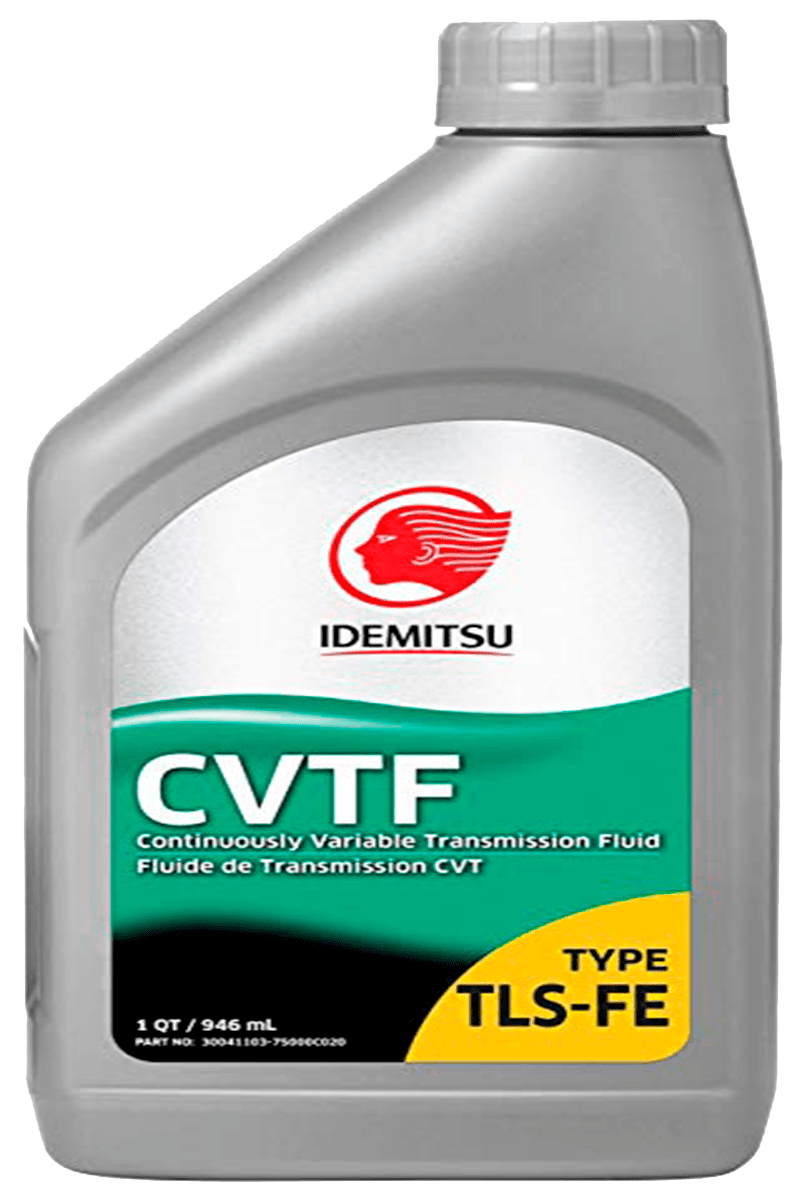 IDEMITSU
CVTF
Continuously Variable Transmission Fluid
Fluide de Transmission CVT
TYPE
TLS-FE
1 QT / 946 mL
PART NO: 30041103-75000C020